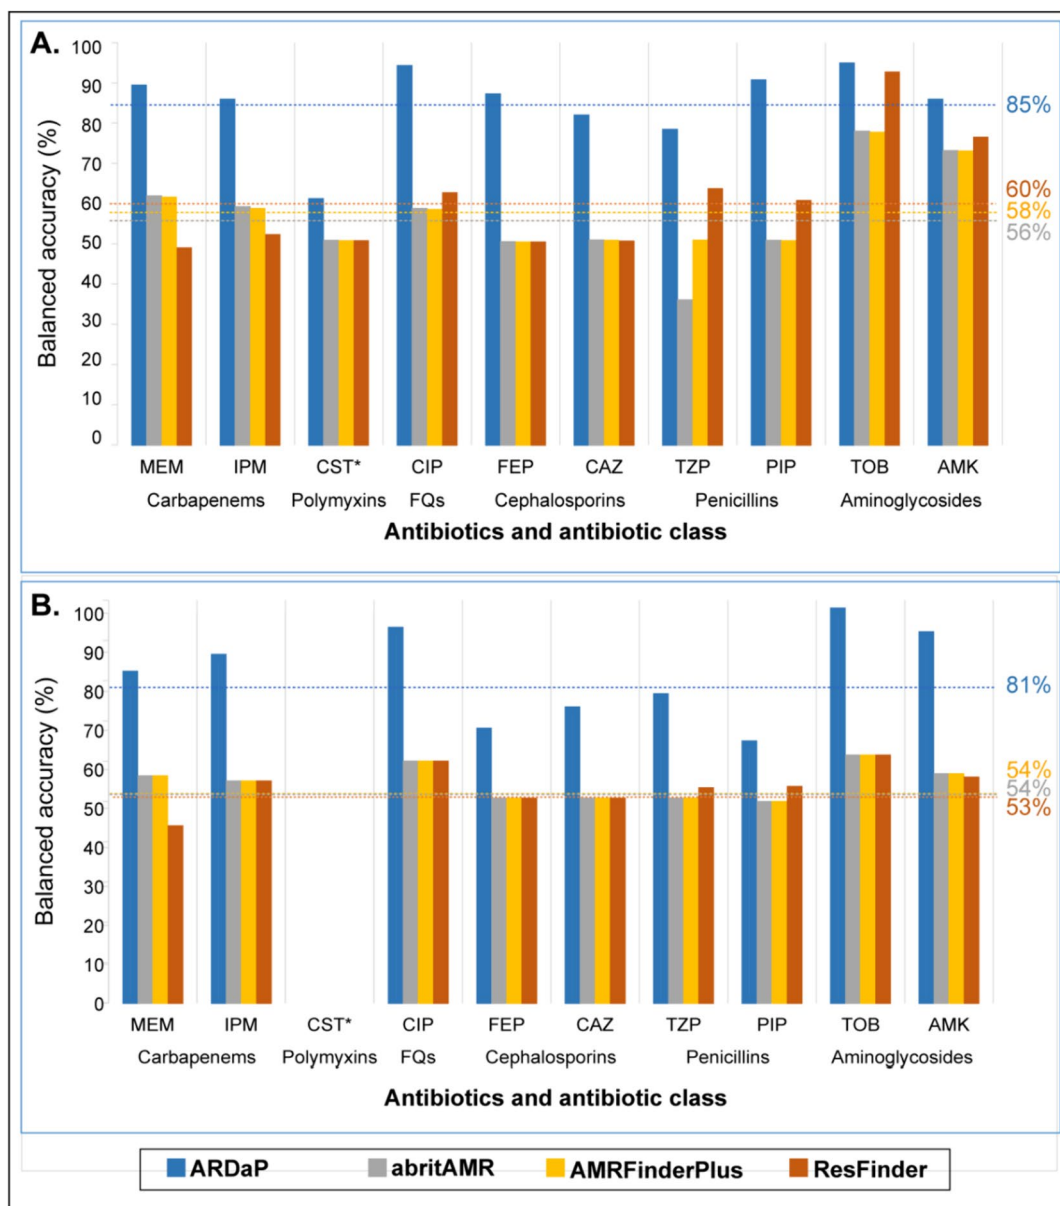 A.
Balanced accuracy (%)
100
90
80
70
60
50
40
30
20
10
0
85%
60%
58%
56%
MEM IPM CST* CIP FEP CAZ TZP PIP TOB AMK
Carbapenems Polymyxins FQs Cephalosporins Penicillins Aminoglycosides
Antibiotics and antibiotic class
B.
Balanced accuracy (%)
100
90
80
70
60
50
40
30
20
10
0
81%
54%
54%
53%
MEM IPM CST* CIP FEP CAZ TZP PIP TOB AMK
Carbapenems Polymyxins FQs Cephalosporins Penicillins Aminoglycosides
Antibiotics and antibiotic class
ARDaP abritAMR AMRFinderPlus ResFinder